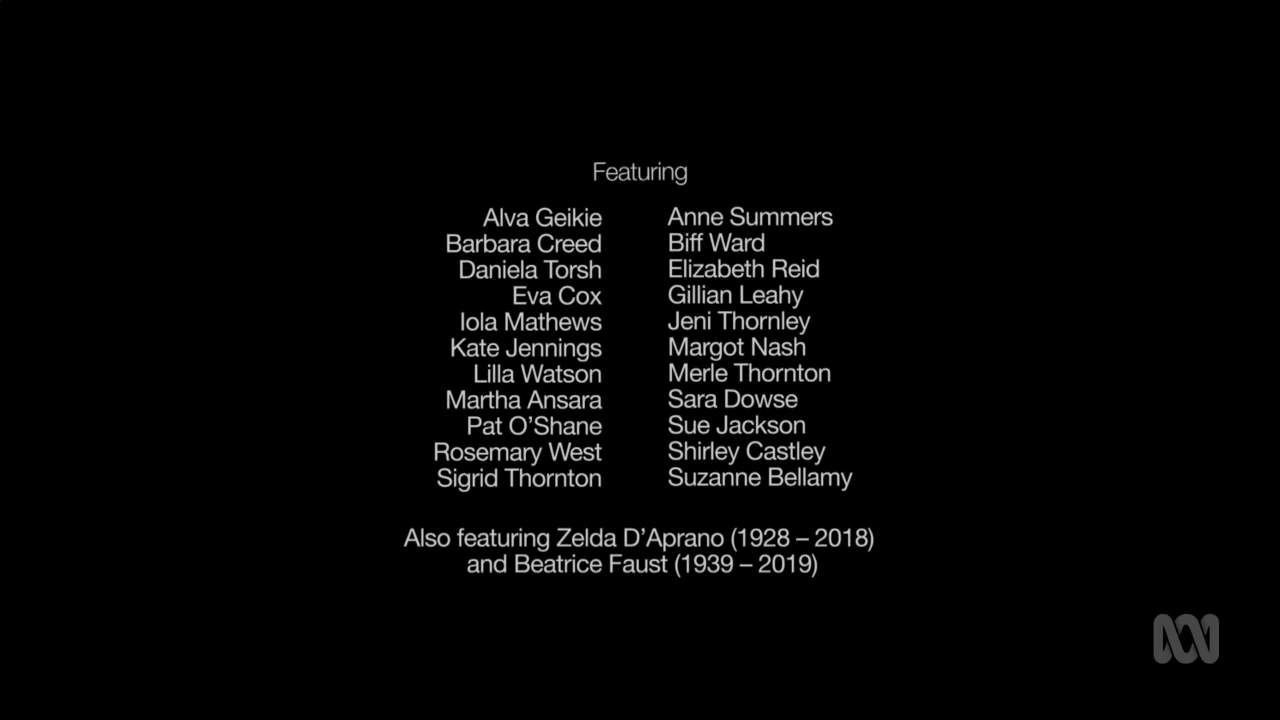 Featuring
Alva Geikie Anne Summers
Barbara Creed Biff Ward
Daniela Torsh Elizabeth Reid
Eva Cox Gillian Leahy
Iola Mathews Jeni Thornley
Kate Jennings Margot Nash
Lilla Watson Merle Thornton
Martha Ansara Sara Dowse
Pat O'Shane Sue Jackson
Rosemary West Shirley Castley
Sigrid Thornton Suzanne Bellamy
Also featuring Zelda D'Aprano (1928 – 2018)
and Beatrice Faust (1939 – 2019)